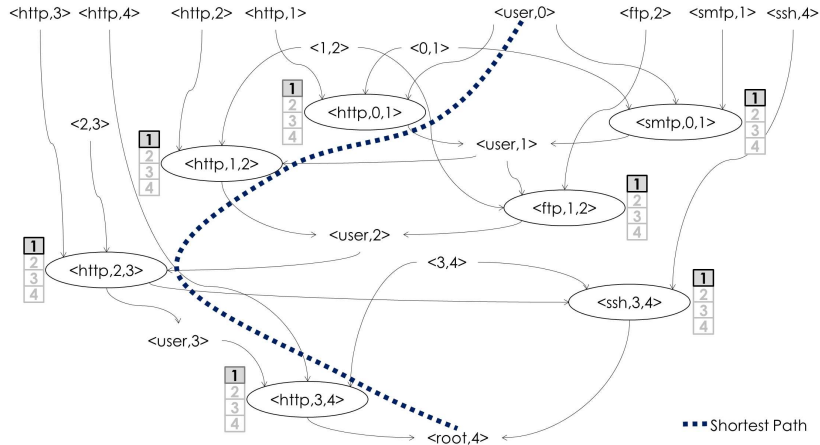 <http,3> <http,4> <http,2> <http,1> <user,0> <ftp,2> <smtp,1> <ssh,4>
<1,2> <0,1>
1
2
3
4
<http,0,1>
<smtp,0,1>
1
2
3
4
<2,3>
<user,1>
1
2
3
4
<http,1,2>
<ftp,1,2>
1
2
3
4
<user,2>
1
2
3
4
<http,2,3>
<3,4>
<ssh,3,4>
1
2
3
4
<user,3>
1
2
3
4
<http,3,4>
<root,4>
Shortest Path